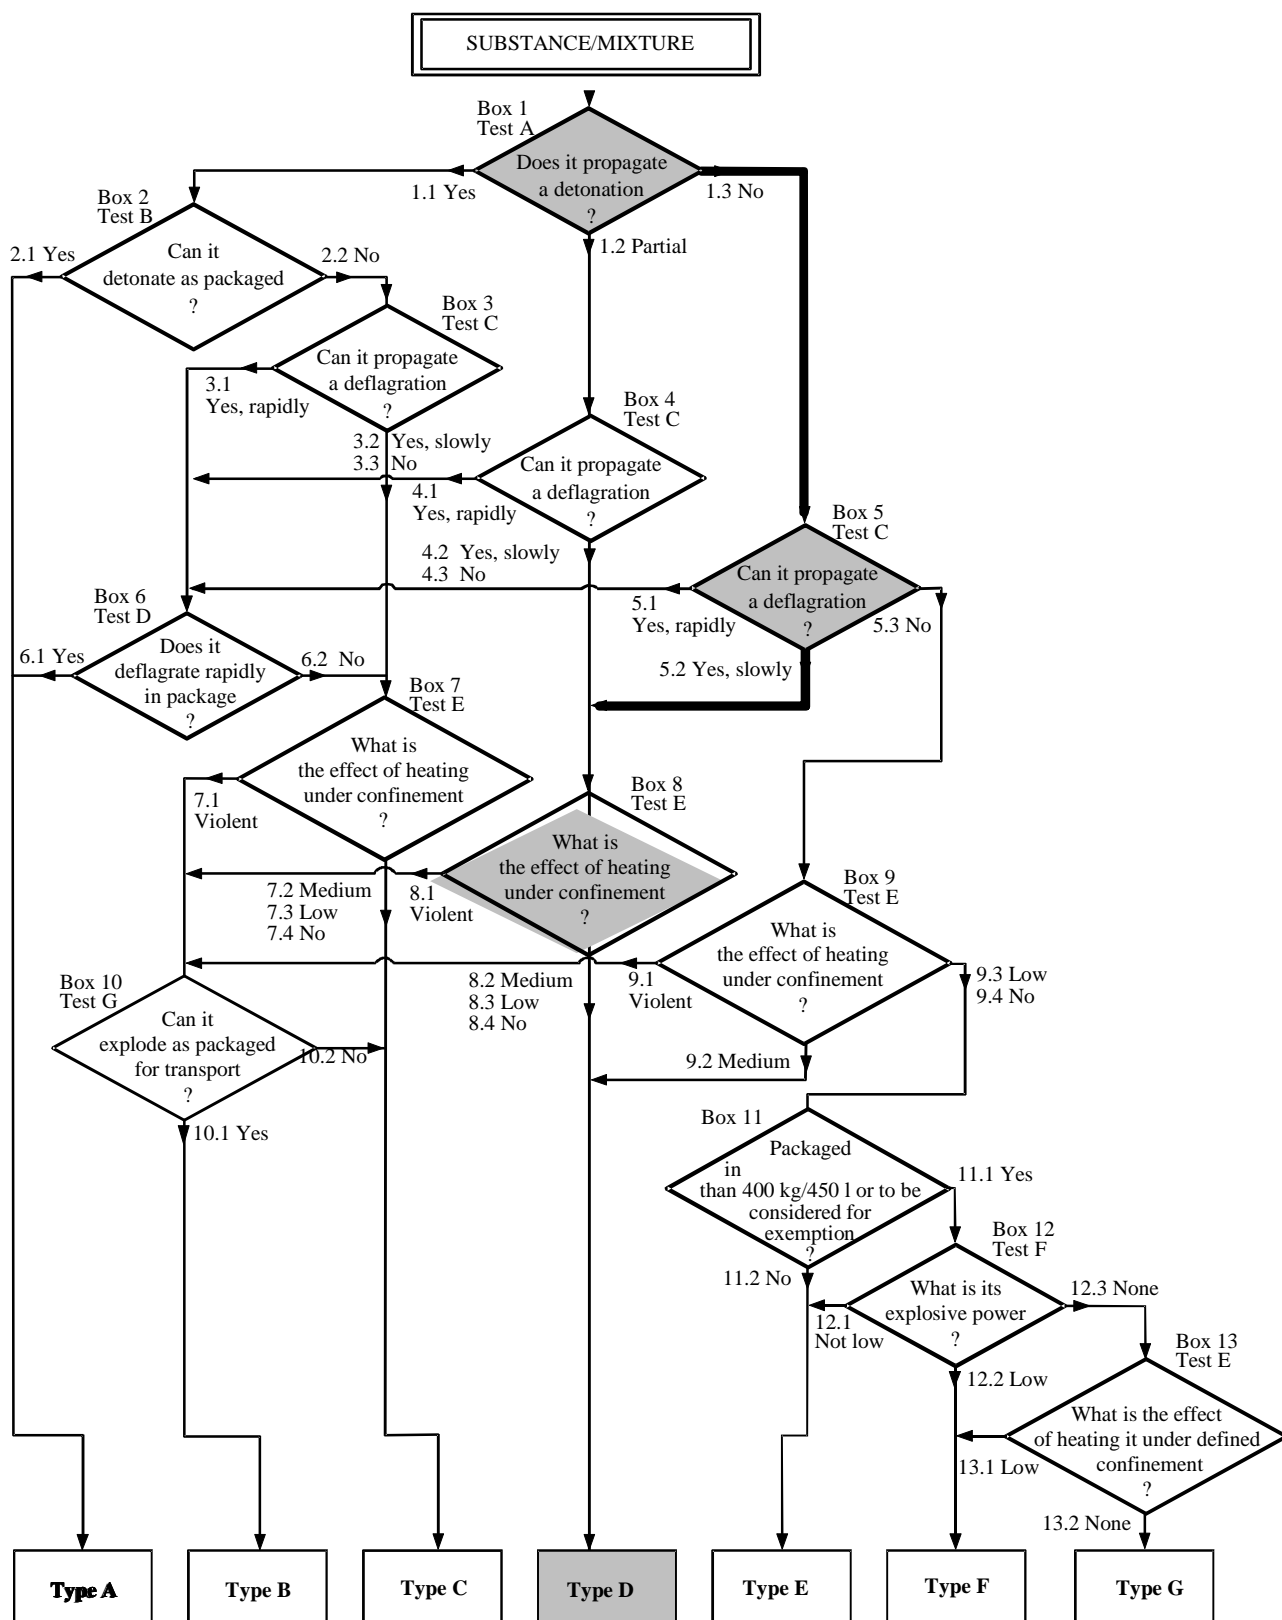 SUBSTANCE/MIXTURE
Box 1
Test A
Does it propagate
a detonation
?
1.1 Yes
1.3 No
1.2 Partial
Box 2
Test B
2.1 Yes
Can it
detonate as packaged
?
2.2 No
Box 3
Test C
Can it propagate
a deflagration
?
3.1
Yes, rapidly
3.2 Yes, slowly
3.3 No
Box 4
Test C
Can it propagate
a deflagration
?
4.1
Yes, rapidly
4.2 Yes, slowly
4.3 No
Box 5
Test C
Can it propagate
a deflagration
?
5.1
Yes, rapidly
5.3 No
5.2 Yes, slowly
Box 6
Test D
Does it
deflagrate rapidly
in package
?
6.1 Yes
6.2 No
Box 7
Test E
What is
the effect of heating
under confinement
?
7.1
Violent
7.2 Medium
7.3 Low
7.4 No
Box 8
Test E
What is
the effect of heating
under confinement
?
8.1
Violent
8.2 Medium
8.3 Low
8.4 No
Box 9
Test E
What is
the effect of heating
under confinement
?
9.1
Violent
9.3 Low
9.4 No
9.2 Medium
Box 10
Test G
Can it
explode as packaged
for transport
?
10.2 No
10.1 Yes
Box 11
Packaged
in
than 400 kg/450 l or to be
considered for
exemption
?
11.1 Yes
11.2 No
Box 12
Test F
What is its
explosive power
?
12.3 None
12.1
Not low
12.2 Low
Box 13
Test E
What is the effect
of heating it under defined
confinement
?
13.1 Low
13.2 None
Type A
Type B
Type C
Type D
Type E
Type F
Type G